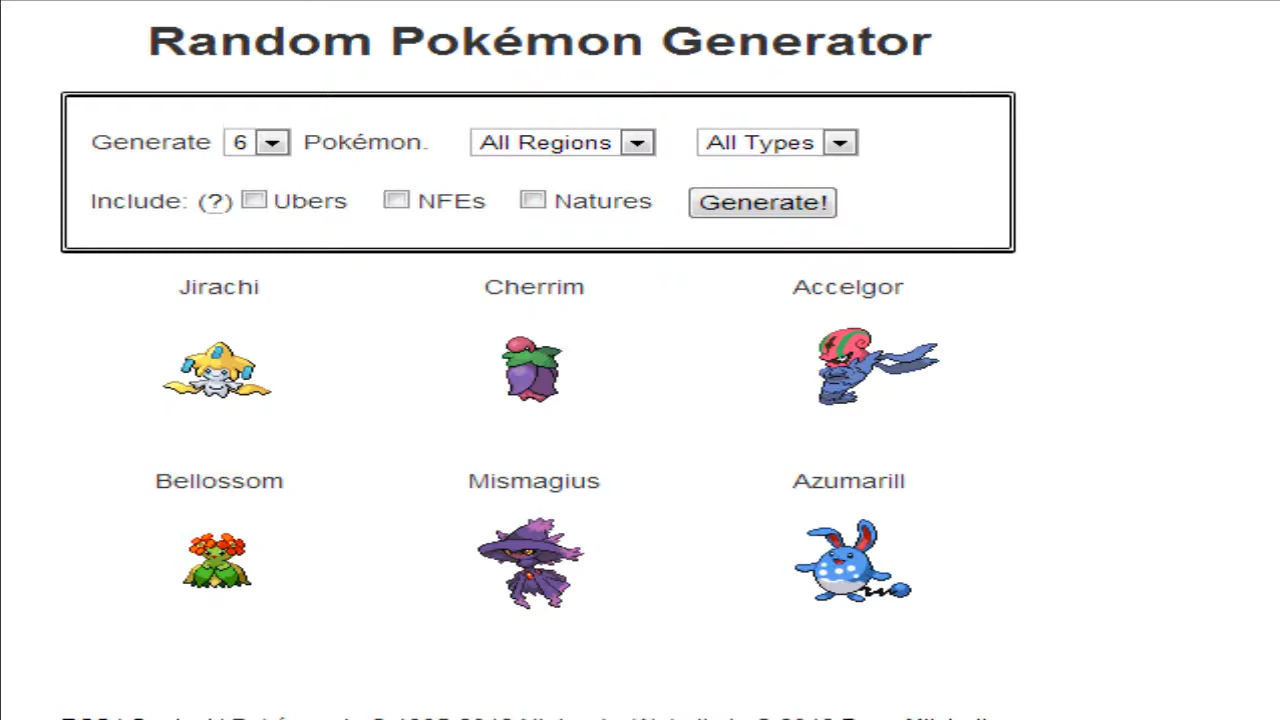 Random Pokémon Generator
Generate 6 Pokémon. All Regions All Types
Include: (?) Ubers NFEs Natures Generate!
Jirachi Cherrim Accelgor
Bellossom Mismagius Azumarill